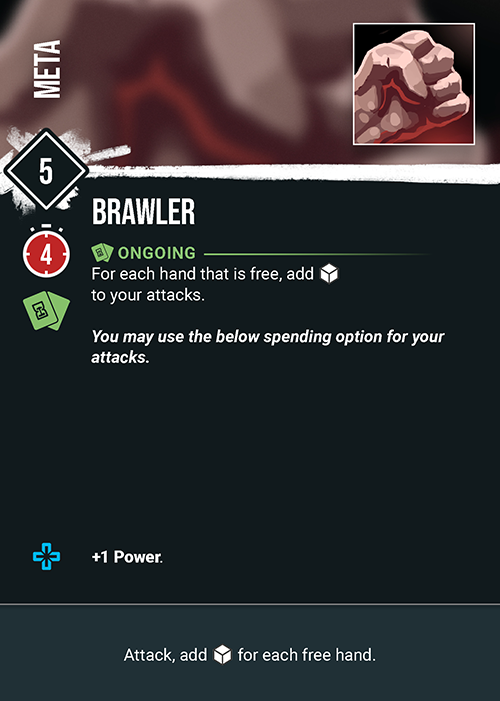 META
5
BRAWLER
4
ONGOING
For each hand that is free, add
to your attacks.
You may use the below spending option for your
attacks.
+1 Power.
Attack, add for each free hand.